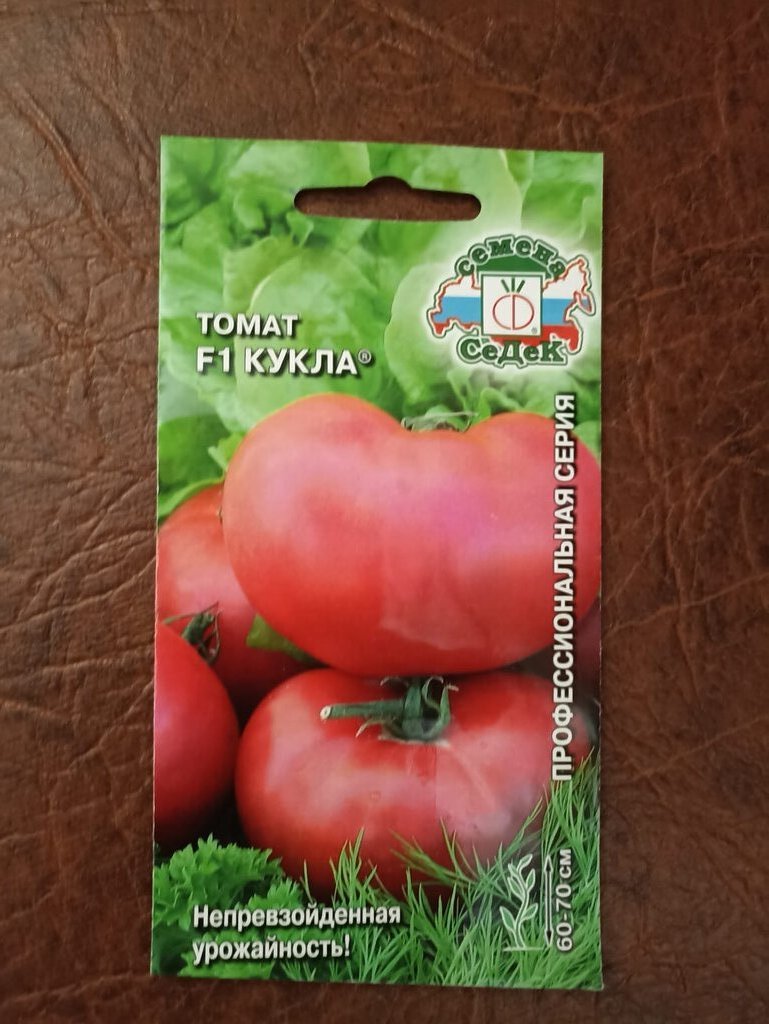 семена
СеДеК
®
ТОМАТ
F1 КУКЛА®
ПРОФЕССИОНАЛЬНАЯ СЕРИЯ
60-70 см
Непревзойденная
урожайность!